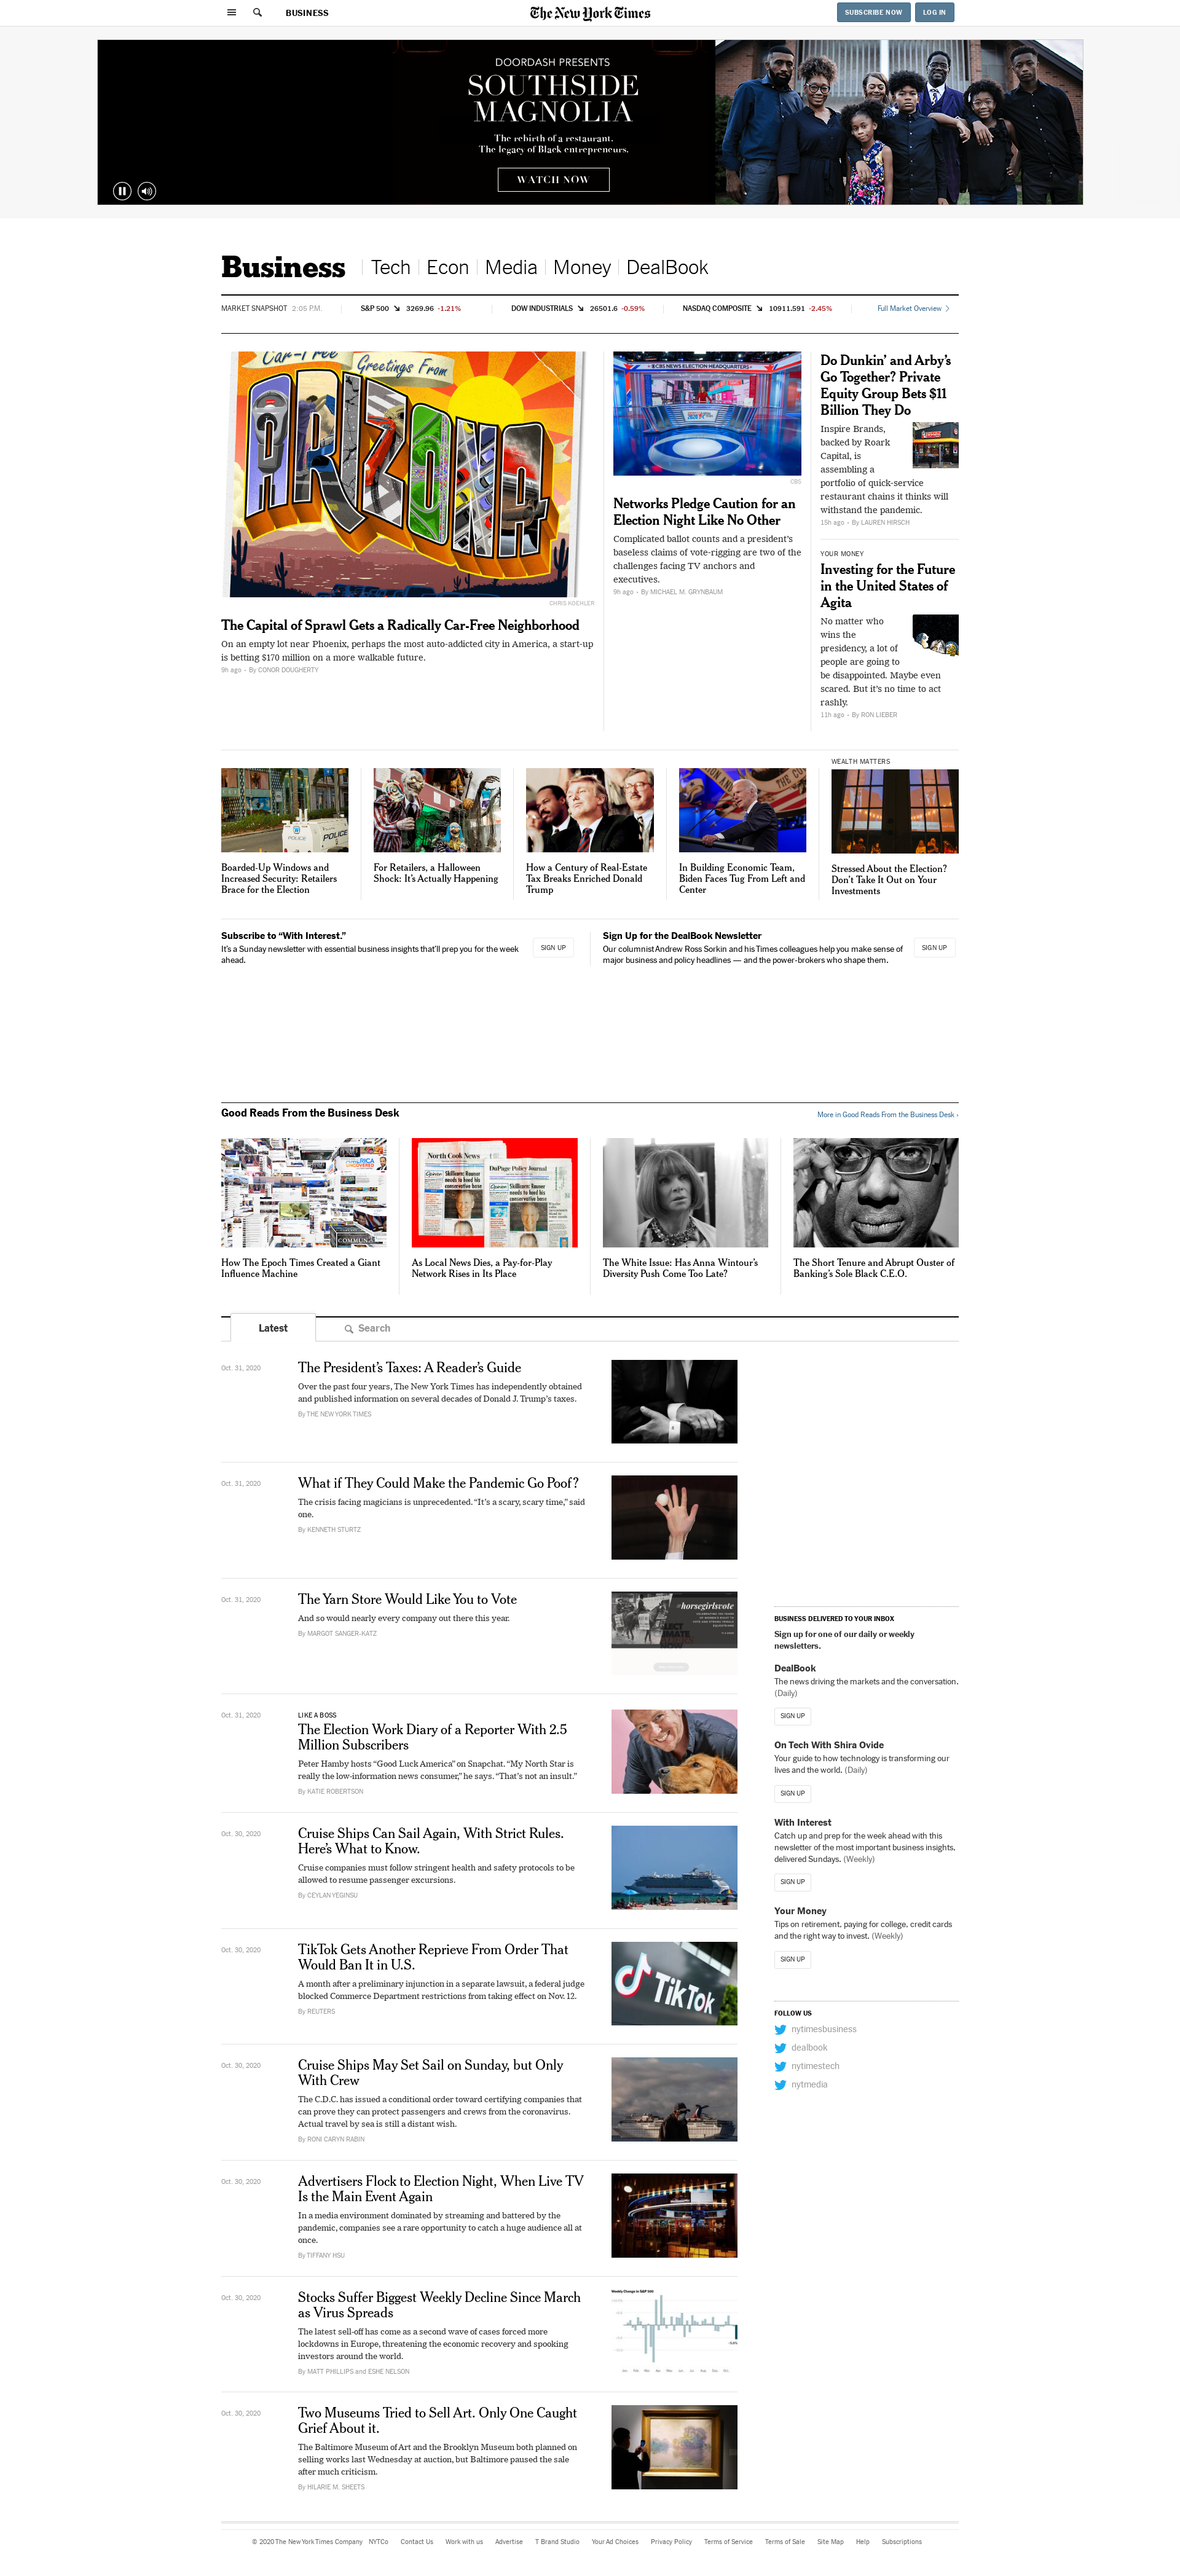 BUSINESS
The New York Times
SUBSCRIBE NOW
LOG IN
DOORDASH PRESENTS
SOUTHSIDE
MAGNOLIA
The rebirth of a restaurant.
The legacy of Black entrepreneurs.
WATCH NOW
Business
Tech
Econ
Media
Money
DealBook
MARKET SNAPSHOT 2:05 P.M.
S&P 500 3269.96 -1.21%
DOW INDUSTRIALS 26501.6 -0.59%
NASDAQ COMPOSITE 10911.591 -2.45%
Full Market Overview
Car-Free
Greetings From
ARIZONA
CHRIS KOEHLER
The Capital of Sprawl Gets a Radically Car-Free Neighborhood
On an empty lot near Phoenix, perhaps the most auto-addicted city in America, a start-up
is betting $170 million on a more walkable future.
9h ago · By CONOR DOUGHERTY
CBS NEWS ELECTION HEADQUARTERS
CBS
Networks Pledge Caution for an
Election Night Like No Other
Complicated ballot counts and a president's
baseless claims of vote-rigging are two of the
challenges facing TV anchors and
executives.
9h ago · By MICHAEL M. GRYNBAUM
Do Dunkin' and Arby's
Go Together? Private
Equity Group Bets $11
Billion They Do
Inspire Brands,
backed by Roark
Capital, is
assembling a
portfolio of quick-service
restaurant chains it thinks will
withstand the pandemic.
15h ago · By LAUREN HIRSCH
YOUR MONEY
Investing for the Future
in the United States of
Agita
No matter who
wins the
presidency, a lot of
people are going to
be disappointed. Maybe even
scared. But it's no time to act
rashly.
11h ago · By RON LIEBER
POLICE
POLICE
Boarded-Up Windows and
Increased Security: Retailers
Brace for the Election
For Retailers, a Halloween
Shock: It's Actually Happening
How a Century of Real-Estate
Tax Breaks Enriched Donald
Trump
In Building Economic Team,
Biden Faces Tug From Left and
Center
WEALTH MATTERS
Stressed About the Election?
Don't Take It Out on Your
Investments
Subscribe to “With Interest.”
It's a Sunday newsletter with essential business insights that'll prep you for the week
ahead.
SIGN UP
Sign Up for the DealBook Newsletter
Our columnist Andrew Ross Sorkin and his Times colleagues help you make sense of
major business and policy headlines — and the power-brokers who shape them.
SIGN UP
Good Reads From the Business Desk
More in Good Reads From the Business Desk ›
North Cook News
DuPage Policy Journal
How The Epoch Times Created a Giant
Influence Machine
As Local News Dies, a Pay-for-Play
Network Rises in Its Place
The White Issue: Has Anna Wintour's
Diversity Push Come Too Late?
The Short Tenure and Abrupt Ouster of
Banking's Sole Black C.E.O.
Latest
Search
Oct. 31, 2020
The President's Taxes: A Reader's Guide
Over the past four years, The New York Times has independently obtained
and published information on several decades of Donald J. Trump's taxes.
By THE NEW YORK TIMES
Oct. 31, 2020
What if They Could Make the Pandemic Go Poof?
The crisis facing magicians is unprecedented. “It's a scary, scary time,” said
one.
By KENNETH STURTZ
Oct. 31, 2020
The Yarn Store Would Like You to Vote
And so would nearly every company out there this year.
By MARGOT SANGER-KATZ
#horsegirlsvote
Oct. 31, 2020
LIKE A BOSS
The Election Work Diary of a Reporter With 2.5
Million Subscribers
Peter Hamby hosts “Good Luck America” on Snapchat. “My North Star is
really the low-information news consumer,” he says. “That's not an insult.”
By KATIE ROBERTSON
Oct. 30, 2020
Cruise Ships Can Sail Again, With Strict Rules.
Here's What to Know.
Cruise companies must follow stringent health and safety protocols to be
allowed to resume passenger excursions.
By CEYLAN YEGINSU
Oct. 30, 2020
TikTok Gets Another Reprieve From Order That
Would Ban It in U.S.
A month after a preliminary injunction in a separate lawsuit, a federal judge
blocked Commerce Department restrictions from taking effect on Nov. 12.
By REUTERS
TikTok
Oct. 30, 2020
Cruise Ships May Set Sail on Sunday, but Only
With Crew
The C.D.C. has issued a conditional order toward certifying companies that
can prove they can protect passengers and crews from the coronavirus.
Actual travel by sea is still a distant wish.
By RONI CARYN RABIN
Oct. 30, 2020
Advertisers Flock to Election Night, When Live TV
Is the Main Event Again
In a media environment dominated by streaming and battered by the
pandemic, companies see a rare opportunity to catch a huge audience all at
once.
By TIFFANY HSU
Oct. 30, 2020
Stocks Suffer Biggest Weekly Decline Since March
as Virus Spreads
The latest sell-off has come as a second wave of cases forced more
lockdowns in Europe, threatening the economic recovery and spooking
investors around the world.
By MATT PHILLIPS and ESHE NELSON
Weekly Change in S&P 500
Oct. 30, 2020
Two Museums Tried to Sell Art. Only One Caught
Grief About it.
The Baltimore Museum of Art and the Brooklyn Museum both planned on
selling works last Wednesday at auction, but Baltimore paused the sale
after much criticism.
By HILARIE M. SHEETS
BUSINESS DELIVERED TO YOUR INBOX
Sign up for one of our daily or weekly
newsletters.
DealBook
The news driving the markets and the conversation.
(Daily)
SIGN UP
On Tech With Shira Ovide
Your guide to how technology is transforming our
lives and the world. (Daily)
SIGN UP
With Interest
Catch up and prep for the week ahead with this
newsletter of the most important business insights,
delivered Sundays. (Weekly)
SIGN UP
Your Money
Tips on retirement, paying for college, credit cards
and the right way to invest. (Weekly)
SIGN UP
FOLLOW US
nytimesbusiness
dealbook
nytimestech
nytmedia
© 2020 The New York Times Company NYTCo Contact Us Work with us Advertise T Brand Studio Your Ad Choices Privacy Policy Terms of Service Terms of Sale Site Map Help Subscriptions